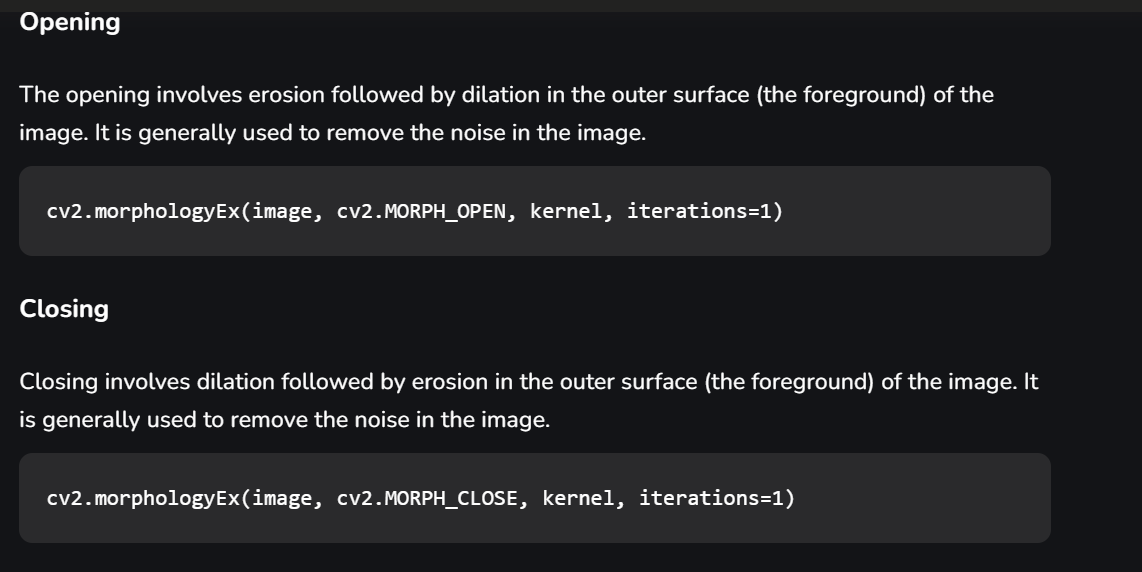 Opening
The opening involves erosion followed by dilation in the outer surface (the foreground) of the
image. It is generally used to remove the noise in the image.
cv2.morphologyEx(image, cv2.MORPH_OPEN, kernel, iterations=1)
Closing
Closing involves dilation followed by erosion in the outer surface (the foreground) of the image. It
is generally used to remove the noise in the image.
cv2.morphologyEx(image, cv2.MORPH_CLOSE, kernel, iterations=1)